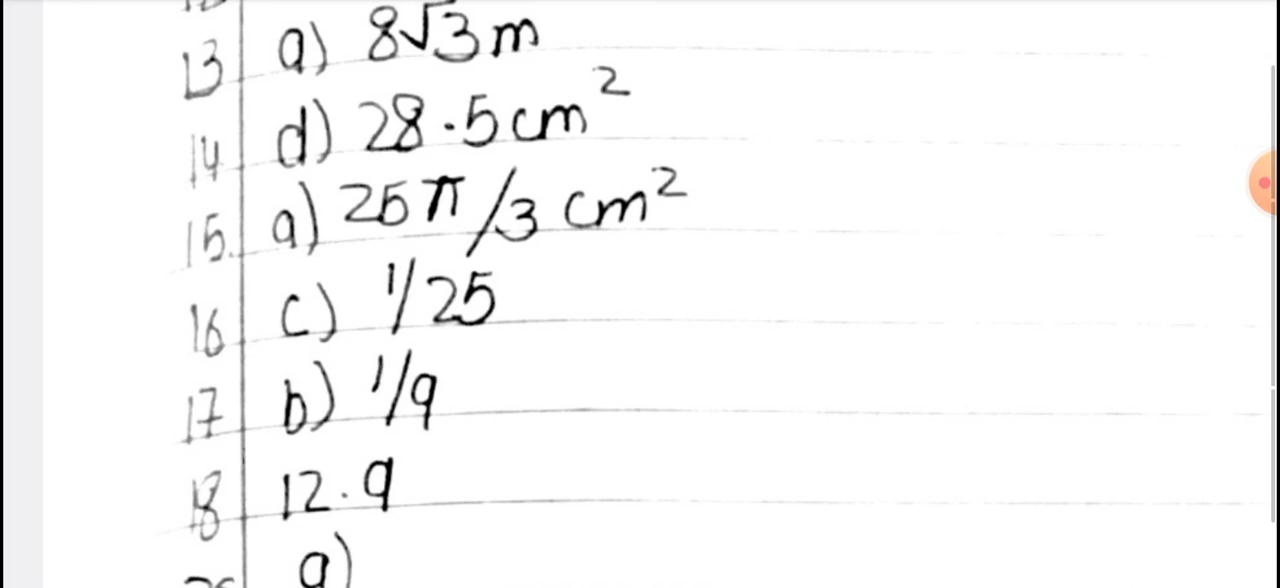 13 a) 8√3 m
14 d) 28.5 cm²
15. a) 25π/3 cm²
16 c) 1/25
17 b) 1/9
18 12.9
a)